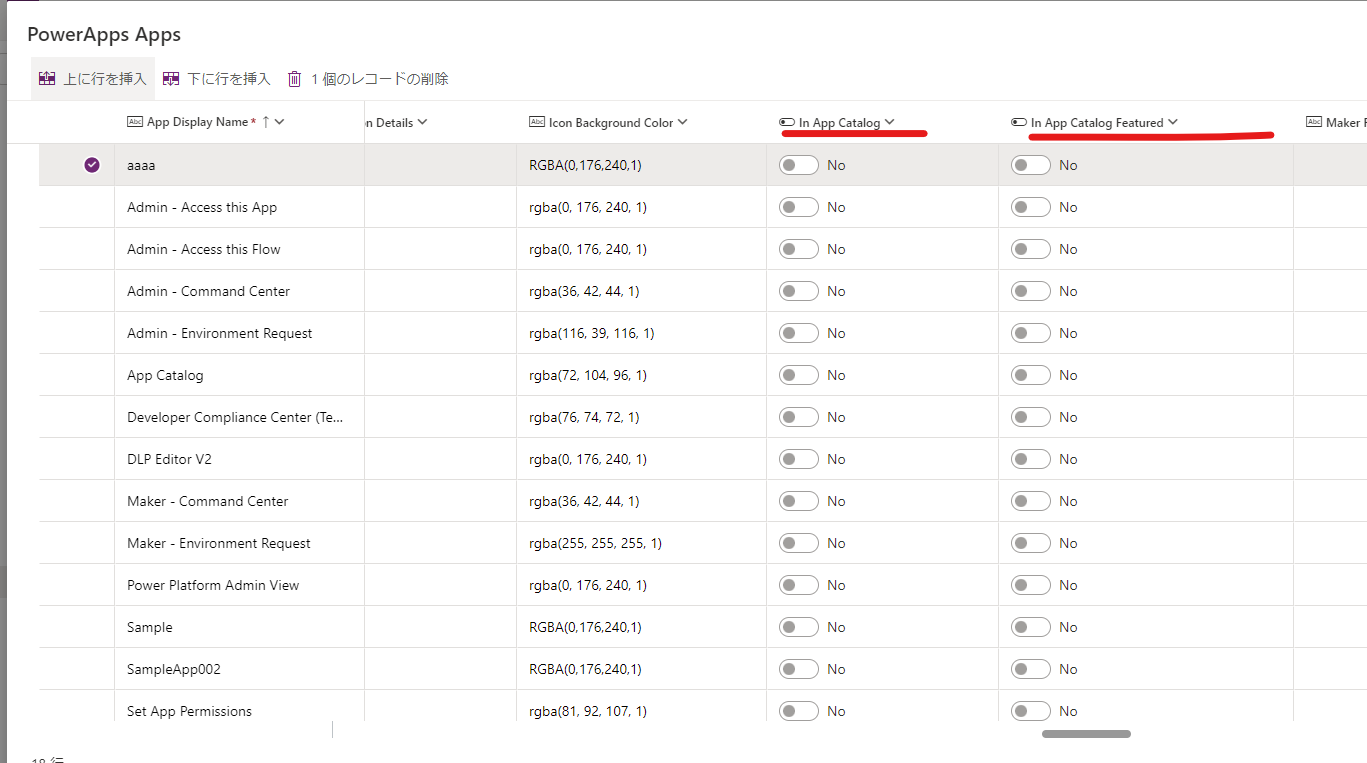 PowerApps Apps
上に行を挿入 下に行を挿入 1 個のレコードの削除
Abc App Display Name* ↑ n Details Abc Icon Background Color In App Catalog In App Catalog Featured Abc Maker
aaaa RGBA(0,176,240,1) No No
Admin - Access this App rgba(0, 176, 240, 1) No No
Admin - Access this Flow rgba(0, 176, 240, 1) No No
Admin - Command Center rgba(36, 42, 44, 1) No No
Admin - Environment Request rgba(116, 39, 116, 1) No No
App Catalog rgba(72, 104, 96, 1) No No
Developer Compliance Center (Te... rgba(76, 74, 72, 1) No No
DLP Editor V2 rgba(0, 176, 240, 1) No No
Maker - Command Center rgba(36, 42, 44, 1) No No
Maker - Environment Request rgba(255, 255, 255, 1) No No
Power Platform Admin View rgba(0, 176, 240, 1) No No
Sample RGBA(0,176,240,1) No No
SampleApp002 RGBA(0,176,240,1) No No
Set App Permissions rgba(81, 92, 107, 1) No No